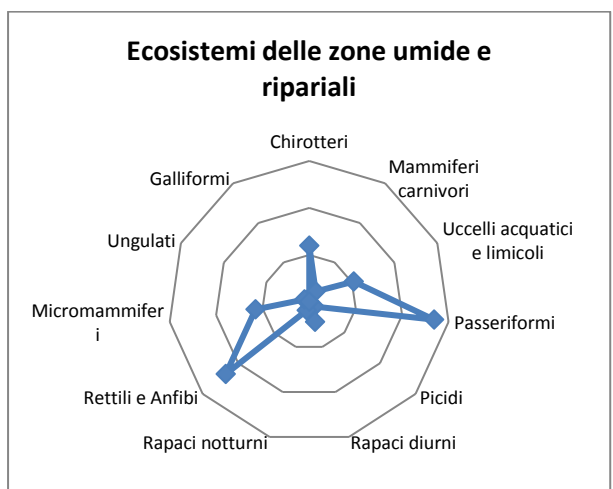 Ecosistemi delle zone umide e
ripariali
Chirotteri
Mammiferi
carnivori
Uccelli acquatici
e limicoli
Passeriformi
Picidi
Rapaci diurni
Rapaci notturni
Rettili e Anfibi
Micromammifer
i
Ungulati
Galliformi